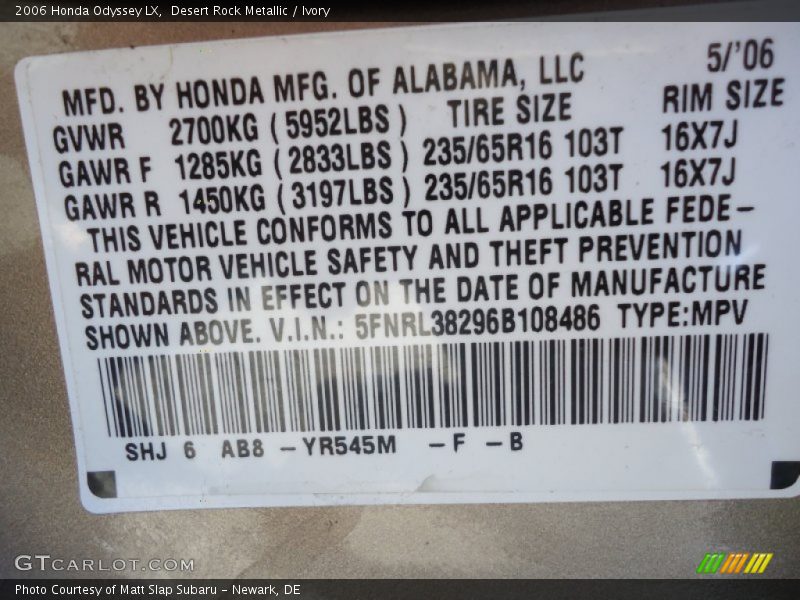 2006 Honda Odyssey LX, Desert Rock Metallic / Ivory
5/'06
MFD. BY HONDA MFG. OF ALABAMA, LLC
GVWR 2700KG ( 5952LBS ) TIRE SIZE RIM SIZE
GAWR F 1285KG ( 2833LBS ) 235/65R16 103T 16X7J
GAWR R 1450KG ( 3197LBS ) 235/65R16 103T 16X7J
THIS VEHICLE CONFORMS TO ALL APPLICABLE FEDE–
RAL MOTOR VEHICLE SAFETY AND THEFT PREVENTION
STANDARDS IN EFFECT ON THE DATE OF MANUFACTURE
SHOWN ABOVE. V.I.N.: 5FNRL38296B108486 TYPE:MPV
SHJ 6 AB8 –YR545M –F –B
GTCARLOT.COM
Photo Courtesy of Matt Slap Subaru - Newark, DE